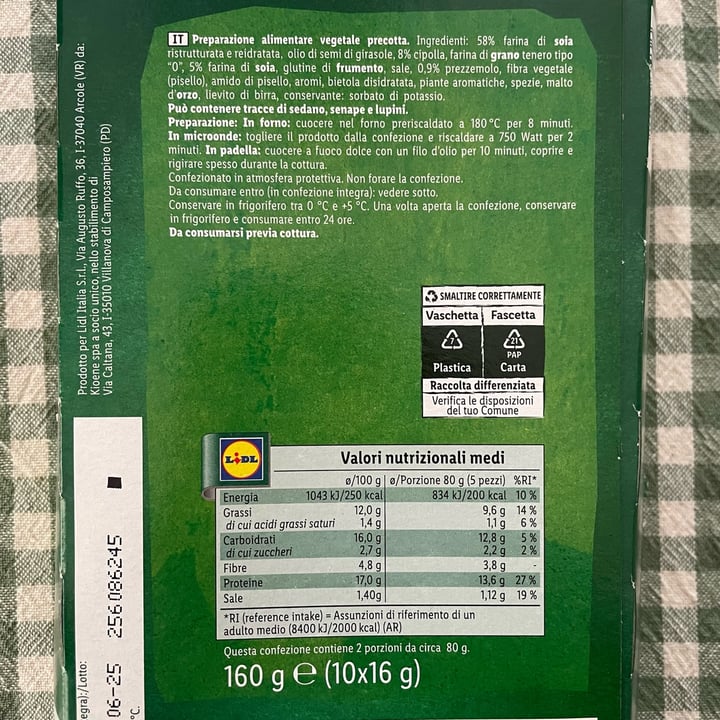 IT Preparazione alimentare vegetale precotta. Ingredienti: 58% farina di soia
ristrutturata e reidratata, olio di semi di girasole, 8% cipolla, farina di grano tenero tipo
"0", 5% farina di soia, glutine di frumento, sale, 0,9% prezzemolo, fibra vegetale
(pisello), amido di pisello, aromi, bietola disidratata, piante aromatiche, spezie, malto
d'orzo, lievito di birra, conservante: sorbato di potassio.
Può contenere tracce di sedano, senape e lupini.
Preparazione: In forno: cuocere nel forno preriscaldato a 180 °C per 8 minuti.
In microonde: togliere il prodotto dalla confezione e riscaldare a 750 Watt per 2
minuti. In padella: cuocere a fuoco dolce con un filo d'olio per 10 minuti, coprire e
rigirare spesso durante la cottura.
Confezionato in atmosfera protettiva. Non forare la confezione.
Da consumare entro (in confezione integra): vedere sotto.
Conservare in frigorifero tra 0 °C e +5 °C. Una volta aperta la confezione, conservare
in frigorifero e consumare entro 24 ore.
Da consumarsi previa cottura.
Prodotto per Lidl Italia S.r.l., Via Augusto Ruffo, 36, I-37040 Arcole (VR) da:
Kioene spa a socio unico, nello stabilimento di
Via Caltana, 43, I-35010 Villanova di Camposampiero (PD)
SMALTIRE CORRETTAMENTE
Vaschetta Fascetta
7 21
PAP
Plastica Carta
Raccolta differenziata
Verifica le disposizioni
del tuo Comune
LIDL
Valori nutrizionali medi
ø/100 g ø/Porzione 80 g (5 pezzi) %RI*
Energia 1043 kJ/250 kcal 834 kJ/200 kcal 10 %
Grassi 12,0 g 9,6 g 14 %
di cui acidi grassi saturi 1,4 g 1,1 g 6 %
Carboidrati 16,0 g 12,8 g 5 %
di cui zuccheri 2,7 g 2,2 g 2 %
Fibre 4,8 g 3,8 g -
Proteine 17,0 g 13,6 g 27 %
Sale 1,40g 1,12 g 19 %
*RI (reference intake) = Assunzioni di riferimento di un
adulto medio (8400 kJ/2000 kcal) (AR)
Questa confezione contiene 2 porzioni da circa 80 g.
160 g e (10x16 g)
egra):/Lotto:
06-25 256086245
°C.